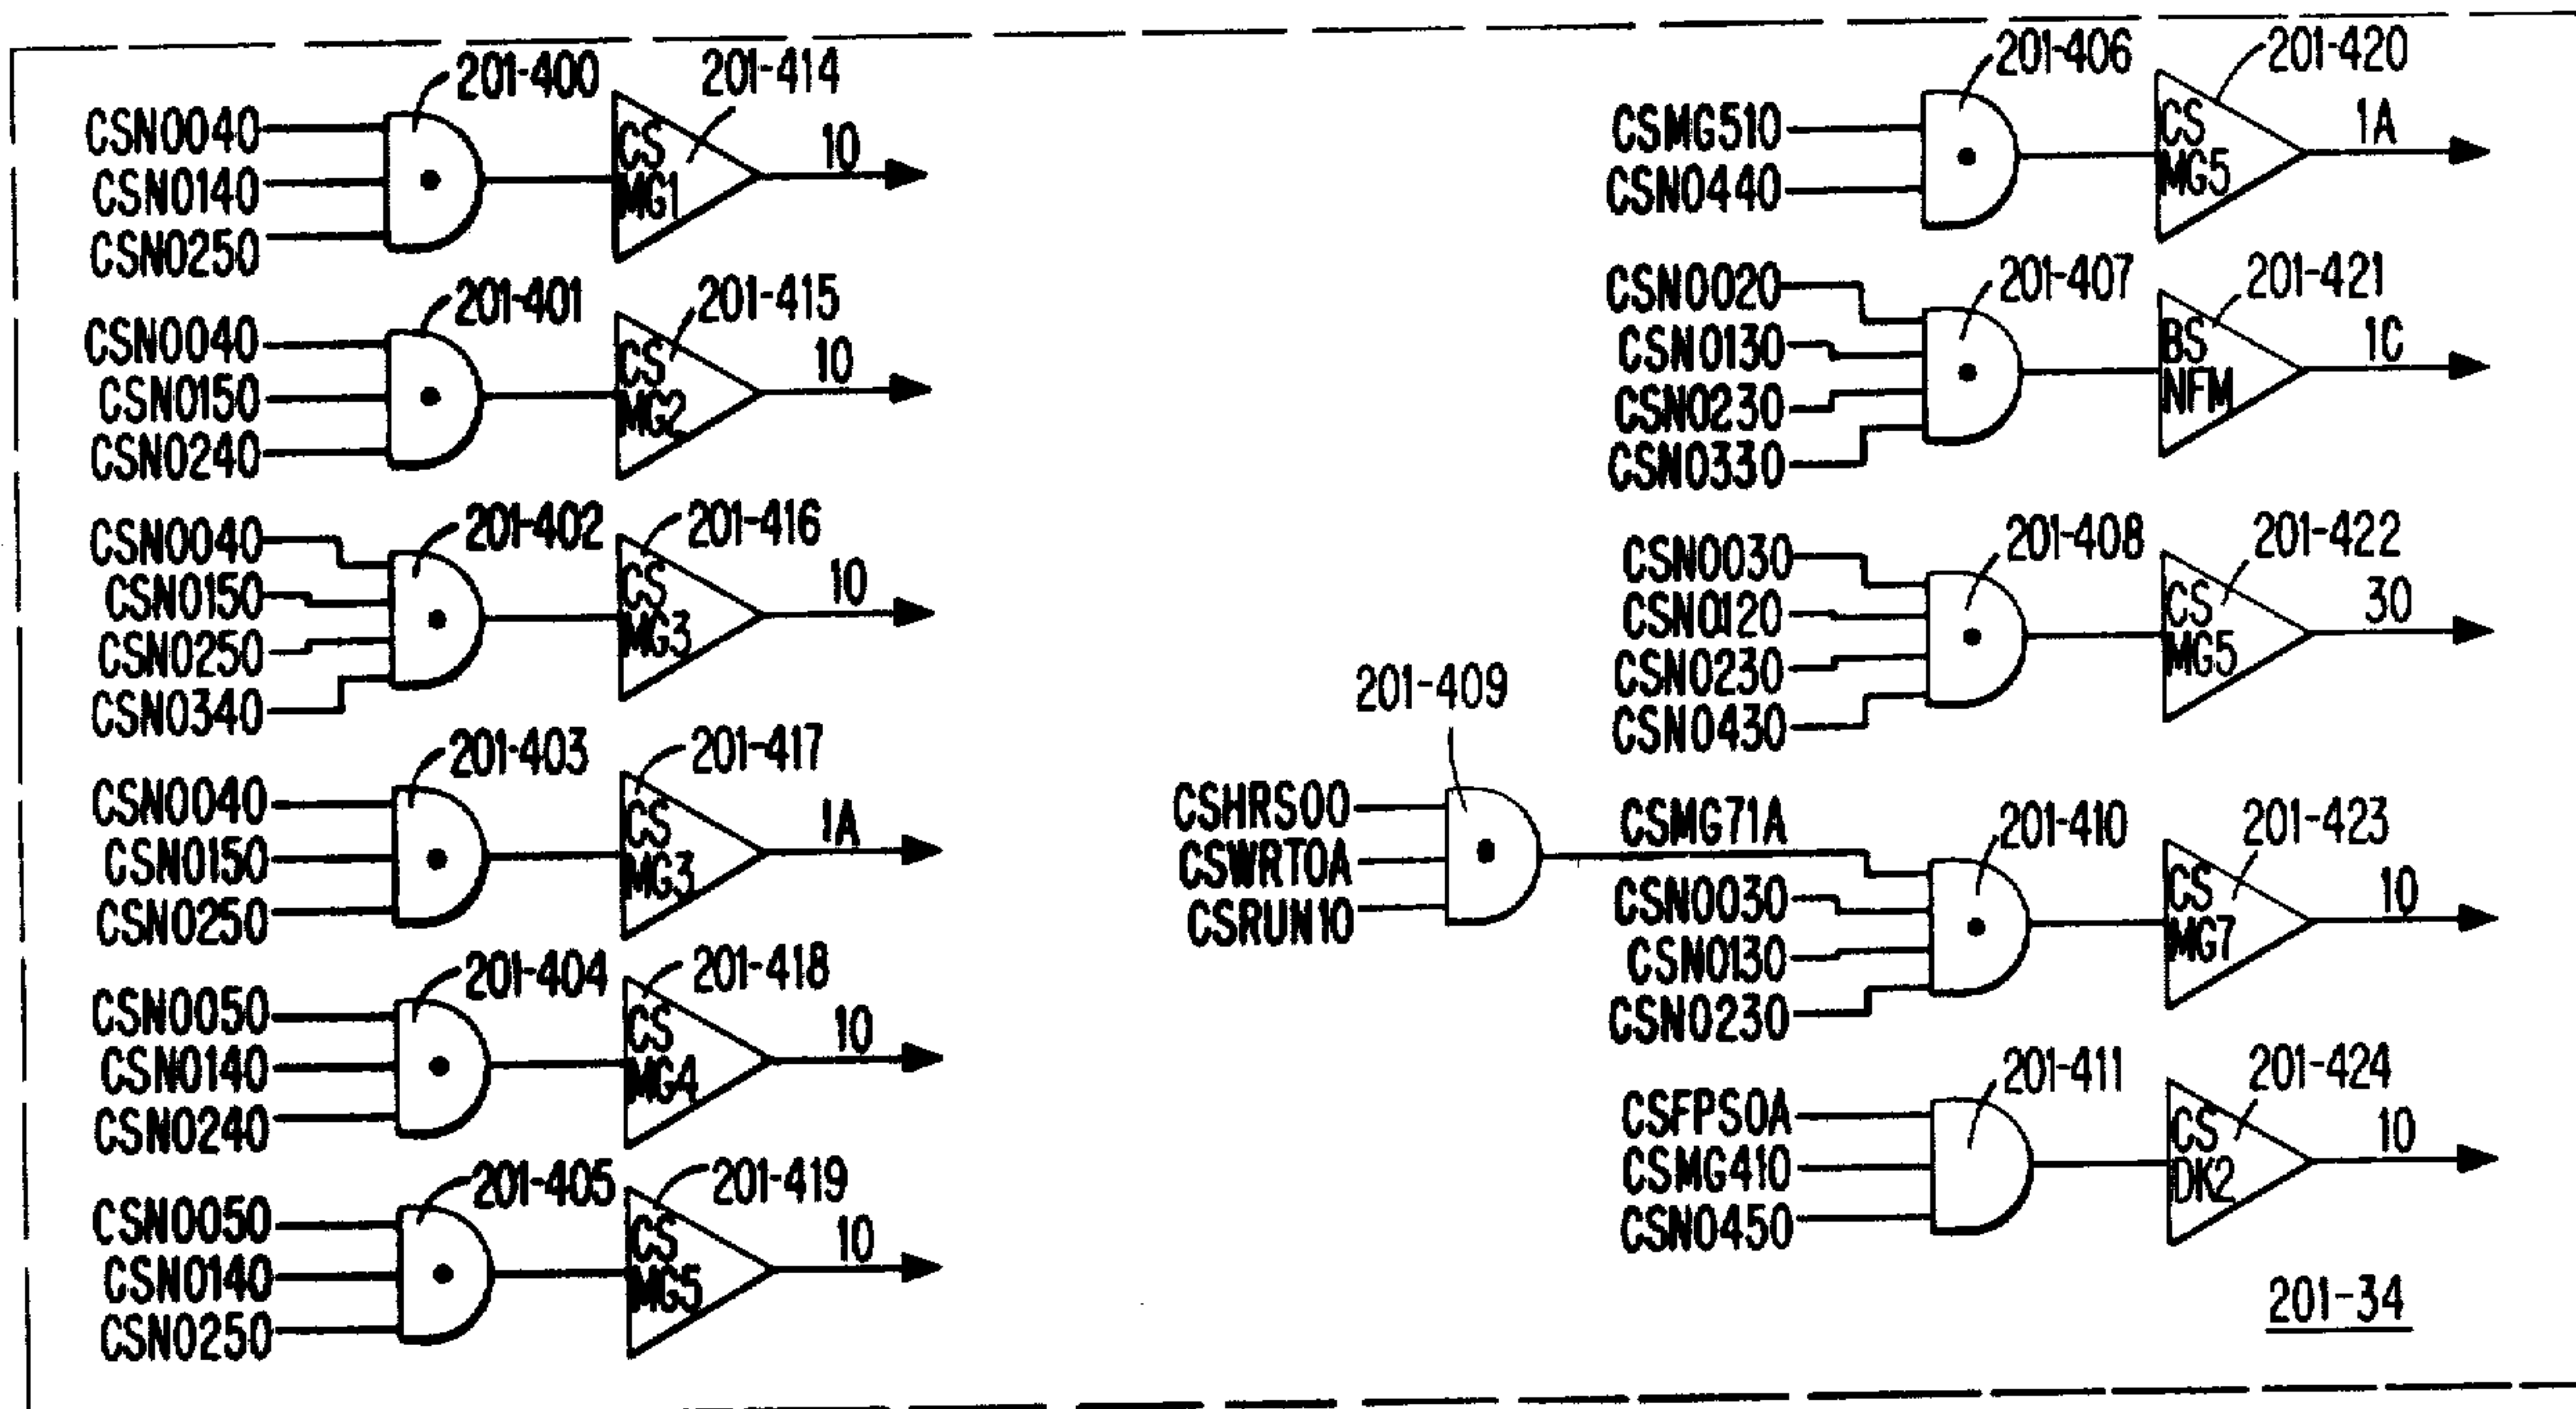 201-400
201-414
CSN0040
CSN0140
CSN0250
CS
MG1
10
201-401
201-415
CSN0040
CSN0150
CSN0240
CS
MG2
10
201-402
201-416
CSN0040
CSN0150
CSN0250
CSN0340
CS
MG3
10
201-403
201-417
CSN0040
CSN0150
CSN0250
CS
MG3
1A
201-404
201-418
CSN0050
CSN0140
CSN0240
CS
MG4
10
201-405
201-419
CSN0050
CSN0140
CSN0250
CS
MG5
10
201-406
201-420
CSMG510
CSN0440
CS
MG5
1A
201-407
201-421
CSN0020
CSN0130
CSN0230
CSN0330
BS
NFM
1C
201-408
201-422
CSN0030
CSN0120
CSN0230
CSN0430
CS
MG5
30
201-409
CSHRS00
CSWRT0A
CSRUN10
201-410
201-423
CSMG71A
CSN0030
CSN0130
CSN0230
CS
MG7
10
201-411
201-424
CSFPS0A
CSMG410
CSN0450
CS
DK2
10
201-34